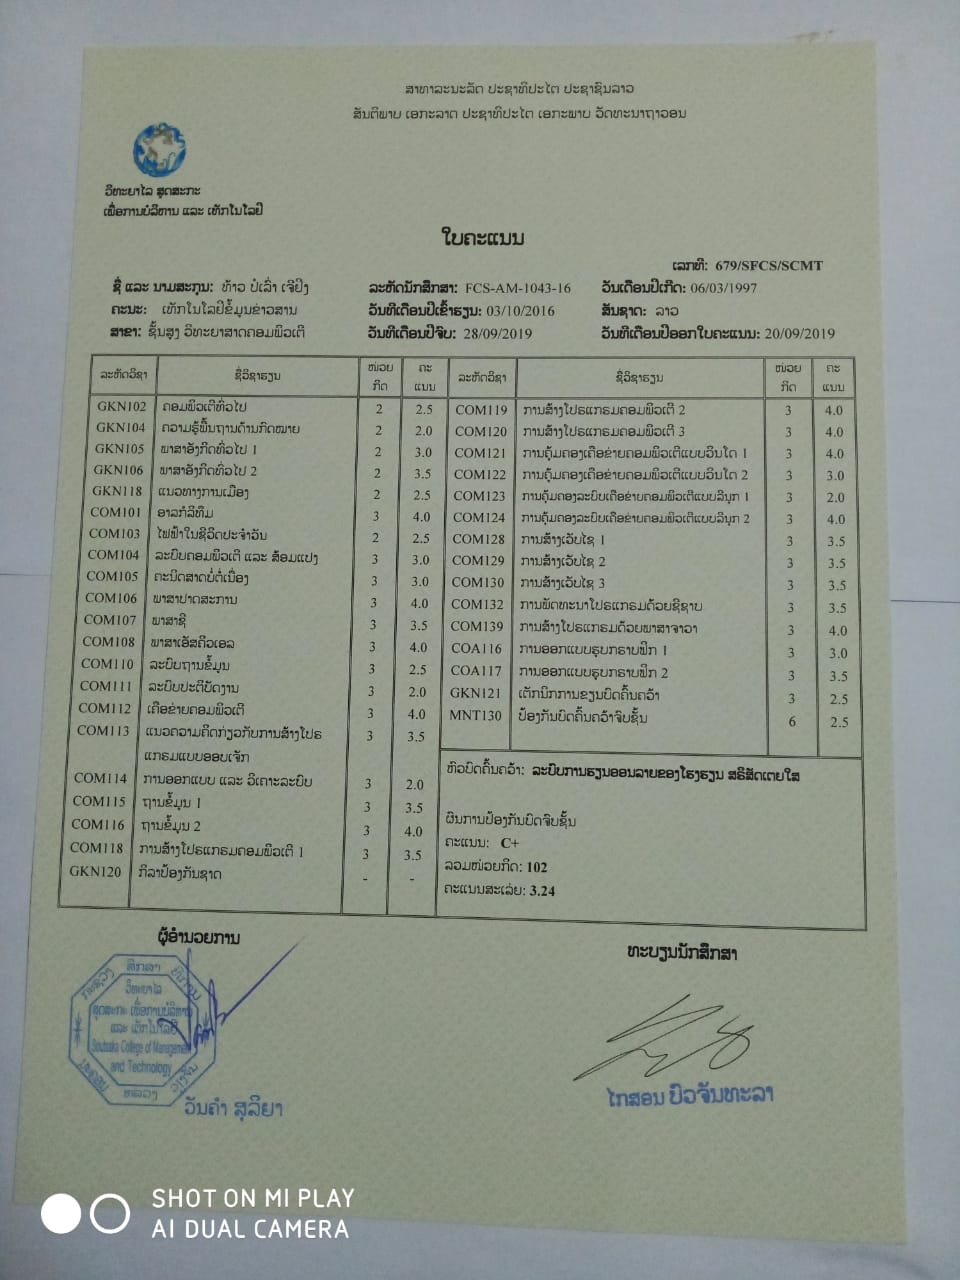 ສາທາລະນະລັດ ປະຊາທິປະໄຕ ປະຊາຊົນລາວ
ສັນຕິພາບ ເອກະລາດ ປະຊາທິປະໄຕ ເອກະພາບ ວັດທະນາຖາວອນ
ວິທະຍາໄລ ສຸດສະກະ
ເພື່ອການບໍລິຫານ ແລະ ເທັກໂນໂລຢີ
ໃບຄະແນນ
ເລກທີ: 679/SFCS/SCMT
ຊື່ ແລະ ນາມສະກຸນ: ທ້າວ ປໍເລົ່າ ເຈີຢິງ ລະຫັດນັກສຶກສາ: FCS-AM-1043-16 ວັນເດືອນປີເກີດ: 06/03/1997
ຄະນະ: ເທັກໂນໂລຢີຂໍ້ມູນຂ່າວສານ ວັນທີເດືອນປີເຂົ້າຮຽນ: 03/10/2016 ສັນຊາດ: ລາວ
ສາຂາ: ຊັ້ນສູງ ວິທະຍາສາດຄອມພິວເຕີ ວັນທີເດືອນປີຈົບ: 28/09/2019 ວັນທີເດືອນປີອອກໃບຄະແນນ: 20/09/2019
ລະຫັດວິຊາ ຊື່ວິຊາຮຽນ ໜ່ວຍກິດ ຄະແນນ
GKN102 ຄອມພິວເຕີທົ່ວໄປ 2 2.5
GKN104 ຄວາມຮູ້ພື້ນຖານດ້ານກົດໝາຍ 2 2.0
GKN105 ພາສາອັງກິດທົ່ວໄປ 1 2 3.0
GKN106 ພາສາອັງກິດທົ່ວໄປ 2 2 3.5
GKN118 ແນວທາງການເມືອງ 2 2.5
COM101 ອາລກໍລິທຶມ 3 4.0
COM103 ໄຟຟ້າໃນຊີວິດປະຈຳວັນ 2 2.5
COM104 ລະບົບຄອມພິວເຕີ ແລະ ສ້ອມແປງ 3 3.0
COM105 ຄະນິດສາດບໍ່ຕໍ່ເນື່ອງ 3 3.0
COM106 ພາສາປາດສະການ 3 4.0
COM107 ພາສາຊີ 3 3.5
COM108 ພາສາເອັສຄິວເອລ 3 4.0
COM110 ລະບົບຖານຂໍ້ມູນ 3 2.5
COM111 ລະບົບປະຕິບັດງານ 3 2.0
COM112 ເຄືອຂ່າຍຄອມພິວເຕີ 3 4.0
COM113 ແນວຄວາມຄິດກ່ຽວກັບການສ້າງໂປຣ 3 3.5
ແກຣມແບບອອບເຈັກ
COM114 ການອອກແບບ ແລະ ວິເຄາະລະບົບ 3 2.0
COM115 ຖານຂໍ້ມູນ 1 3 3.5
COM116 ຖານຂໍ້ມູນ 2 3 4.0
COM118 ການສ້າງໂປຣແກຣມຄອມພິວເຕີ 1 3 3.5
GKN120 ກິລາປ້ອງກັນຊາດ - -
ລະຫັດວິຊາ ຊື່ວິຊາຮຽນ ໜ່ວຍກິດ ຄະແນນ
COM119 ການສ້າງໂປຣແກຣມຄອມພິວເຕີ 2 3 4.0
COM120 ການສ້າງໂປຣແກຣມຄອມພິວເຕີ 3 3 4.0
COM121 ການຄຸ້ມຄອງເຄືອຂ່າຍຄອມພິວເຕີແບບວິນໂດ 1 3 4.0
COM122 ການຄຸ້ມຄອງເຄືອຂ່າຍຄອມພິວເຕີແບບວິນໂດ 2 3 3.0
COM123 ການຄຸ້ມຄອງລະບົບເຄືອຂ່າຍຄອມພິວເຕີແບບລີນຸກ 1 3 2.0
COM124 ການຄຸ້ມຄອງລະບົບເຄືອຂ່າຍຄອມພິວເຕີແບບລີນຸກ 2 3 4.0
COM128 ການສ້າງເວັບໄຊ 1 3 3.5
COM129 ການສ້າງເວັບໄຊ 2 3 3.5
COM130 ການສ້າງເວັບໄຊ 3 3 3.5
COM132 ການພັດທະນາໂປຣແກຣມດ້ວຍຊີຊາບ 3 3.5
COM139 ການສ້າງໂປຣແກຣມດ້ວຍພາສາຈາວາ 3 4.0
COA116 ການອອກແບບຮູບກຣາບຟິກ 1 3 3.0
COA117 ການອອກແບບຮູບກຣາບຟິກ 2 3 3.5
GKN121 ເຕັກນິກການຂຽນບົດຄົ້ນຄວ້າ 3 2.5
MNT130 ປ້ອງກັນບົດຄົ້ນຄວ້າຈົບຊັ້ນ 6 2.5
ຫົວບົດຄົ້ນຄວ້າ: ລະບົບການຮຽນອອນລາຍຂອງໂຮງຮຽນ ສຣີສັດເຕຍໃສ
ຜົນການປ້ອງກັນບົດຈົບຊັ້ນ
ຄະແນນ: C+
ລວມໜ່ວຍກິດ: 102
ຄະແນນສະເລ່ຍ: 3.24
ຜູ້ອຳນວຍການ
ທະບຽນນັກສຶກສາ
ວິທະຍາໄລ
ສຸດສະກະ ເພື່ອການບໍລິຫານ
ແລະ ເທັກໂນໂລຢີ
Soutsaka College of Management
and Technology
ວັນຄຳ ສຸລິຍາ
ໄກສອນ ພິວຈັນທະລາ
SHOT ON MI PLAY
AI DUAL CAMERA